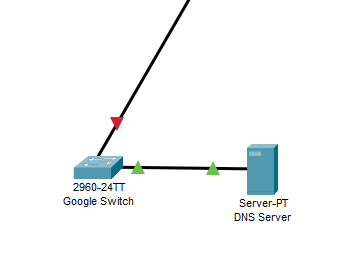 2960-24TT
Google Switch
Server-PT
DNS Server